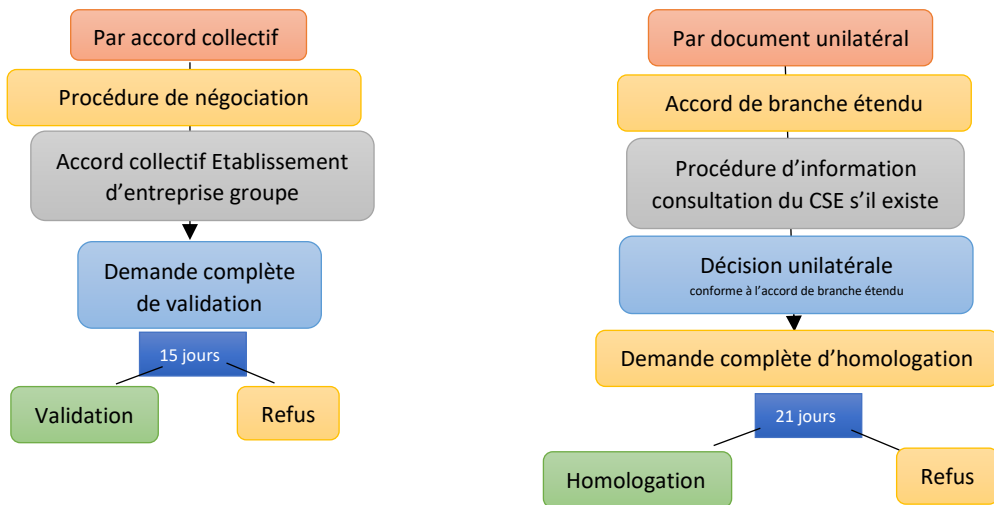 Par accord collectif
Procédure de négociation
Accord collectif Etablissement
d'entreprise groupe
Demande complète
de validation
15 jours
Validation
Refus
Par document unilatéral
Accord de branche étendu
Procédure d'information
consultation du CSE s'il existe
Décision unilatérale
conforme à l'accord de branche étendu
Demande complète d'homologation
21 jours
Homologation
Refus